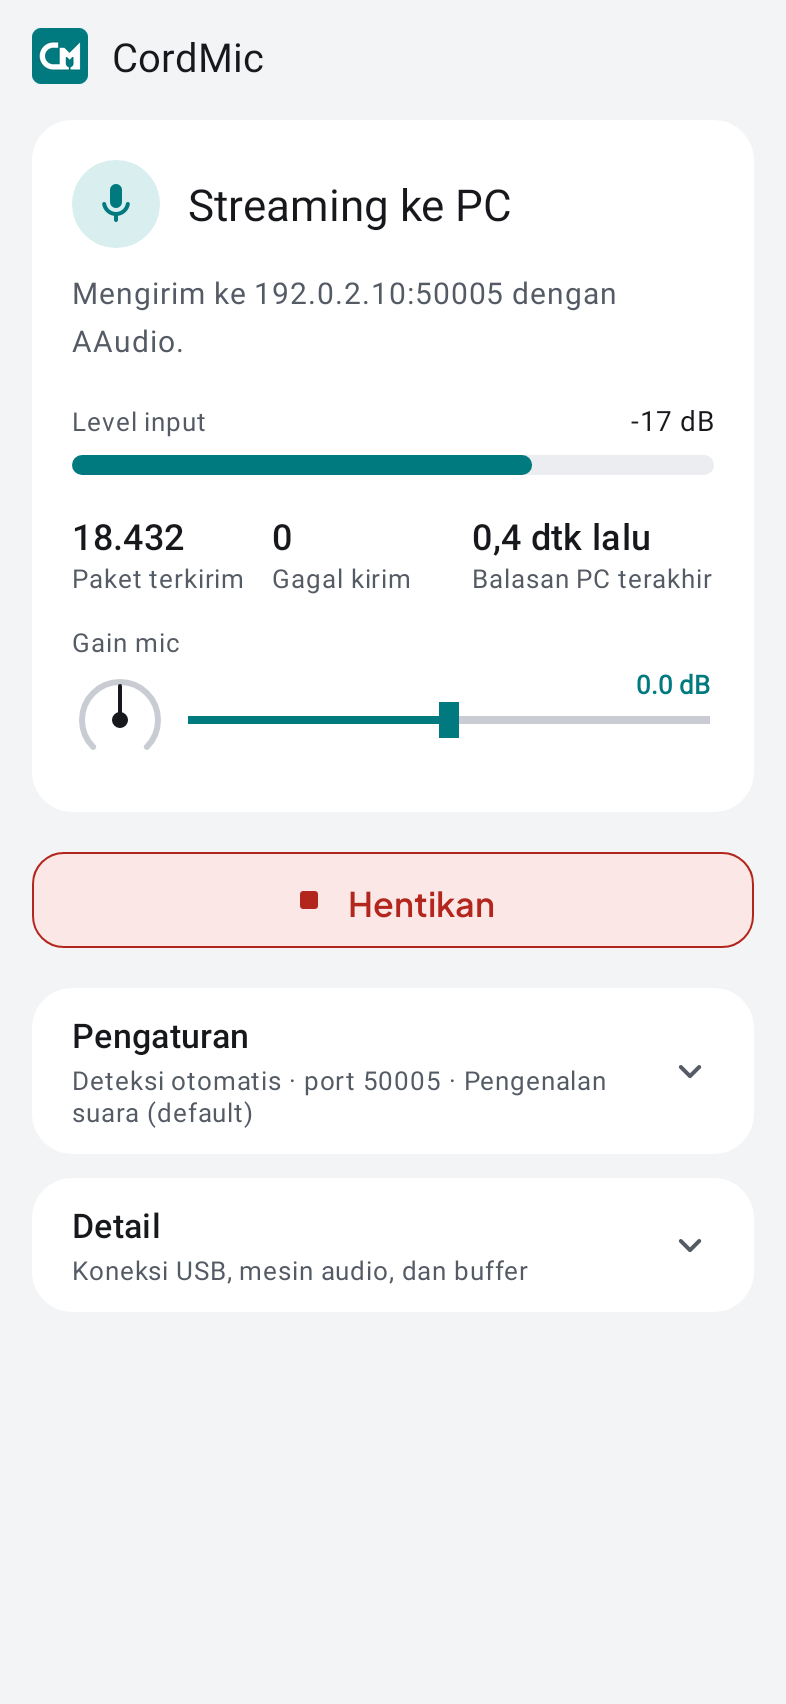 CM
CordMic
Streaming ke PC
Mengirim ke 192.0.2.10:50005 dengan
AAudio.
Level input
-17 dB
18.432
Paket terkirim
0
Gagal kirim
0,4 dtk lalu
Balasan PC terakhir
Gain mic
0.0 dB
Hentikan
Pengaturan
Deteksi otomatis · port 50005 · Pengenalan
suara (default)
Detail
Koneksi USB, mesin audio, dan buffer